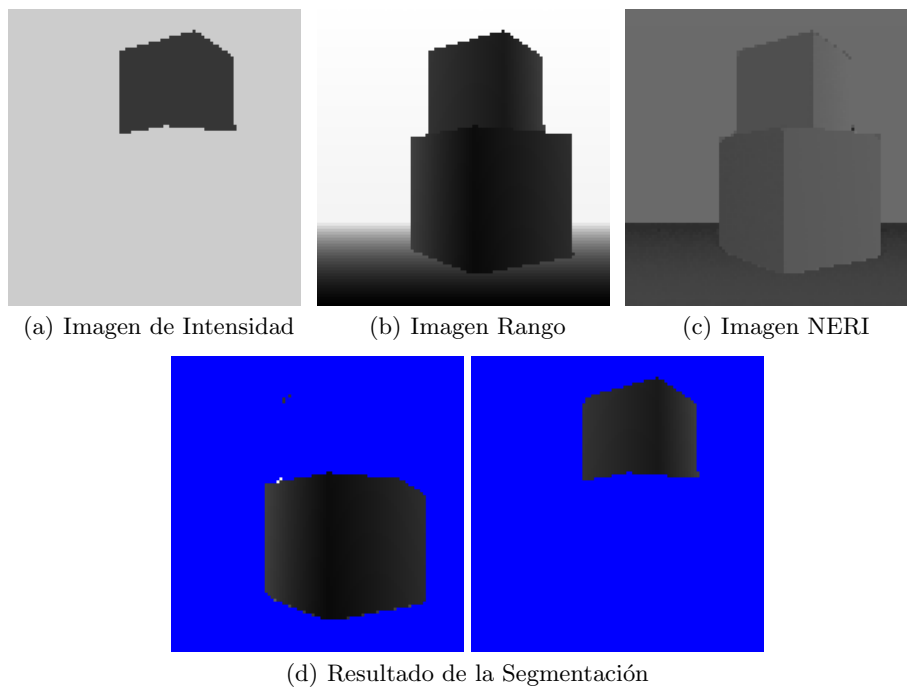 (a) Imagen de Intensidad
(b) Imagen Rango
(c) Imagen NERI
(d) Resultado de la Segmentación